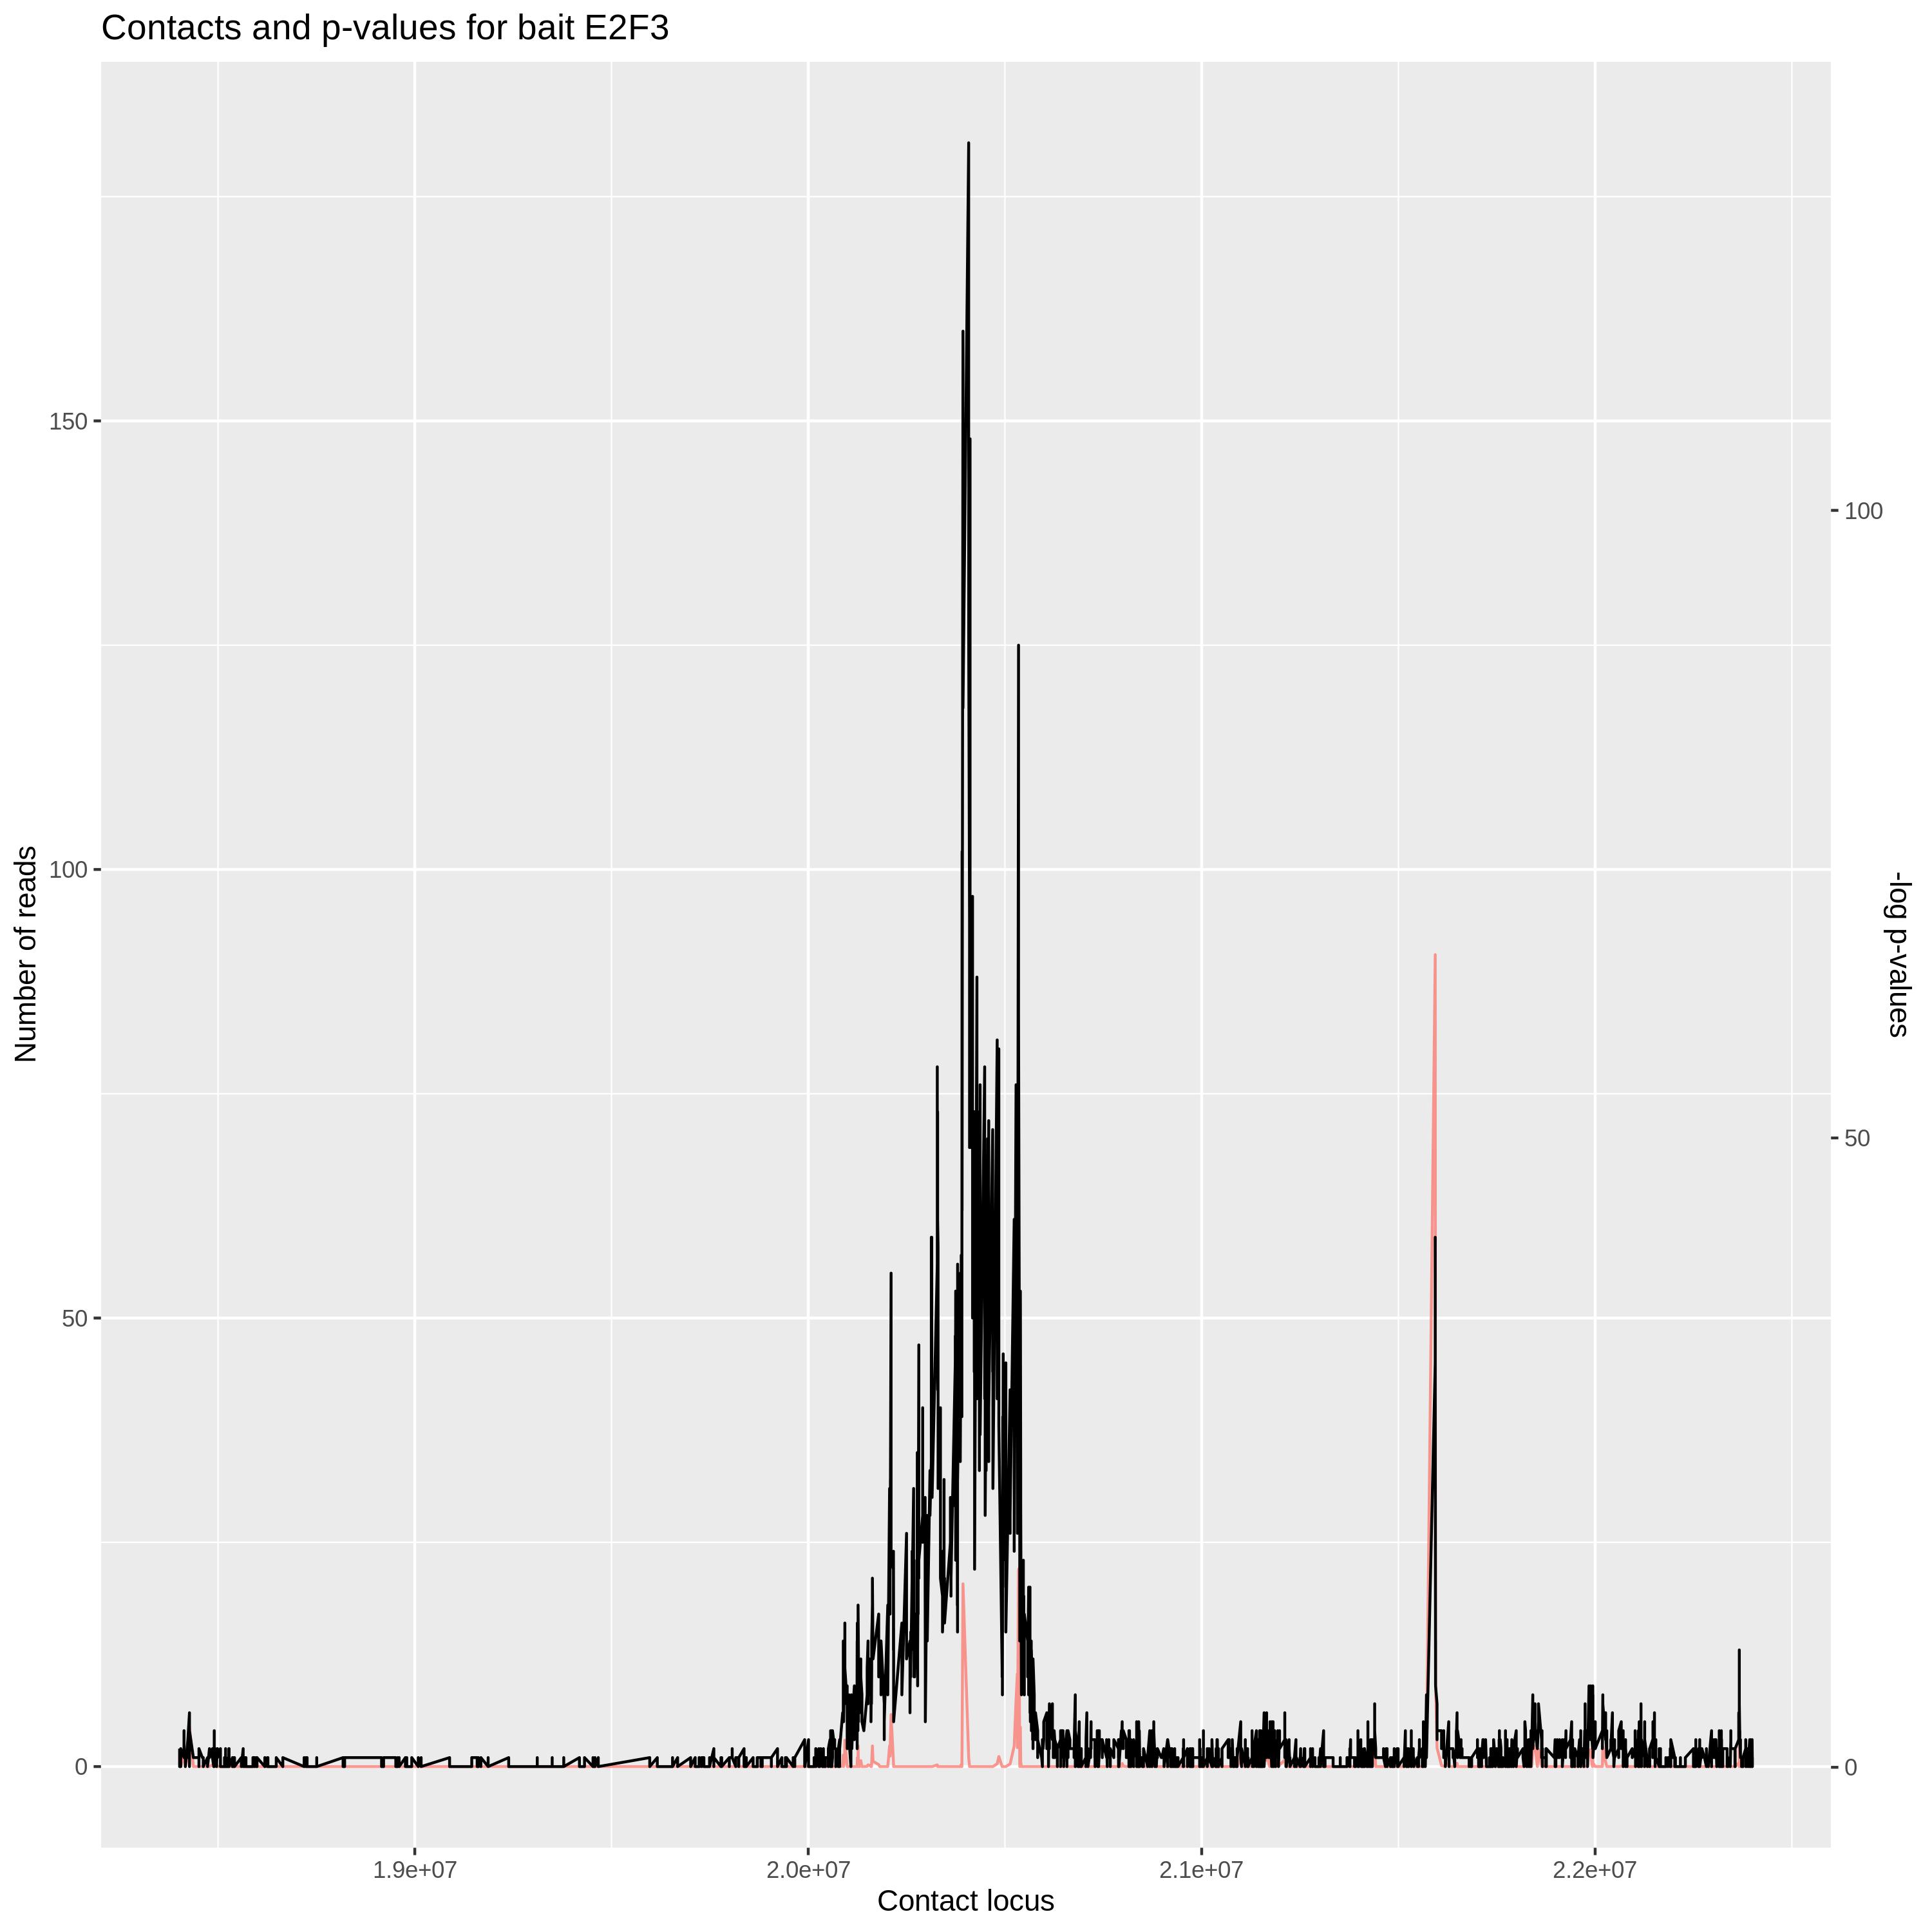 Contacts and p-values for bait E2F3
Number of reads
150
100
50
0
100
50
0
-log p-values
1.9e+07
2.0e+07
2.1e+07
2.2e+07
Contact locus